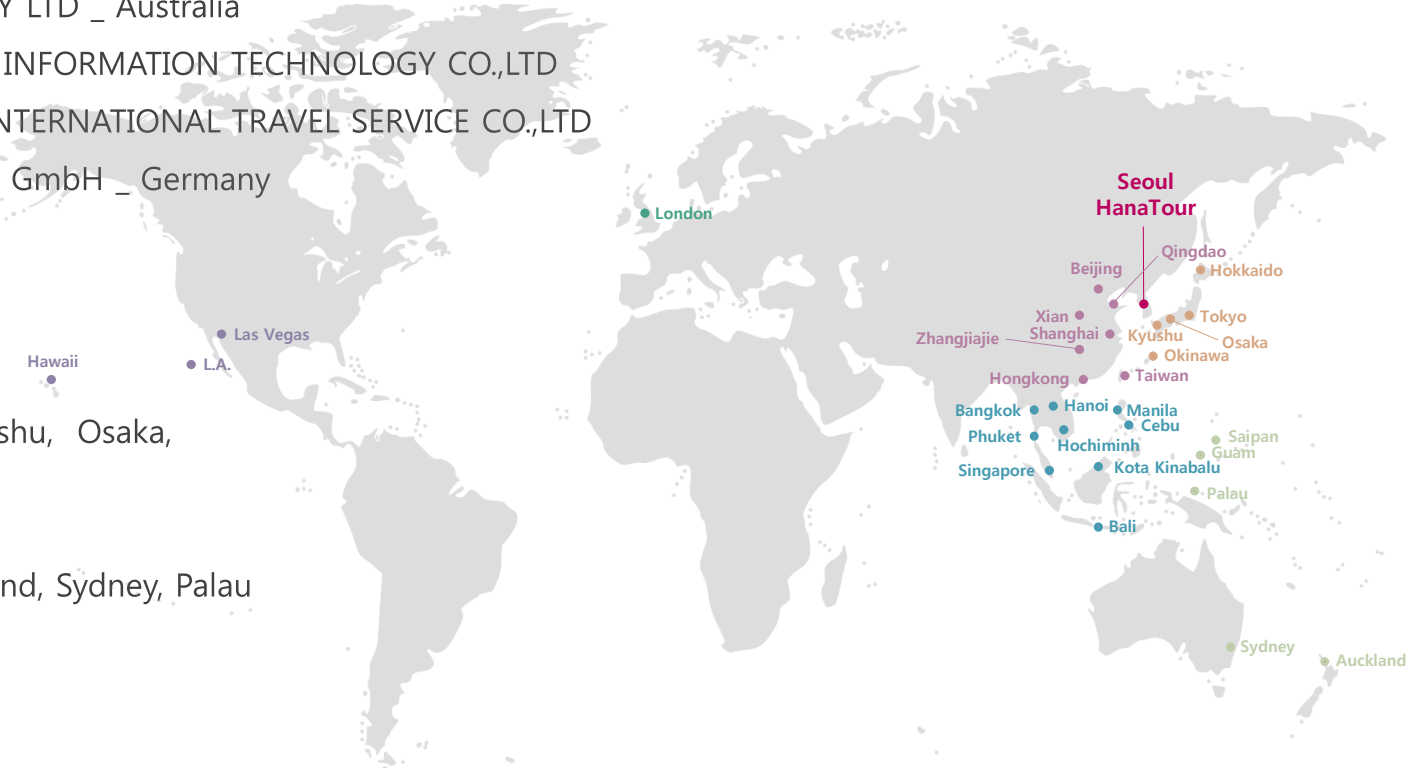 Y LTD _ Australia
INFORMATION TECHNOLOGY CO.,LTD
NTERNATIONAL TRAVEL SERVICE CO.,LTD
GmbH _ Germany
Seoul
HanaTour
London
Qingdao
Beijing
Hokkaido
Xian
Tokyo
Las Vegas
Shanghai
Kyushu
Zhangjiajie
Osaka
Okinawa
Hawaii
L.A.
Taiwan
Hongkong
Hanoi
Bangkok
Manila
Cebu
shu, Osaka,
Phuket
Saipan
Hochiminh
Guam
Singapore
Kota Kinabalu
Palau
Bali
nd, Sydney, Palau
Sydney
Auckland